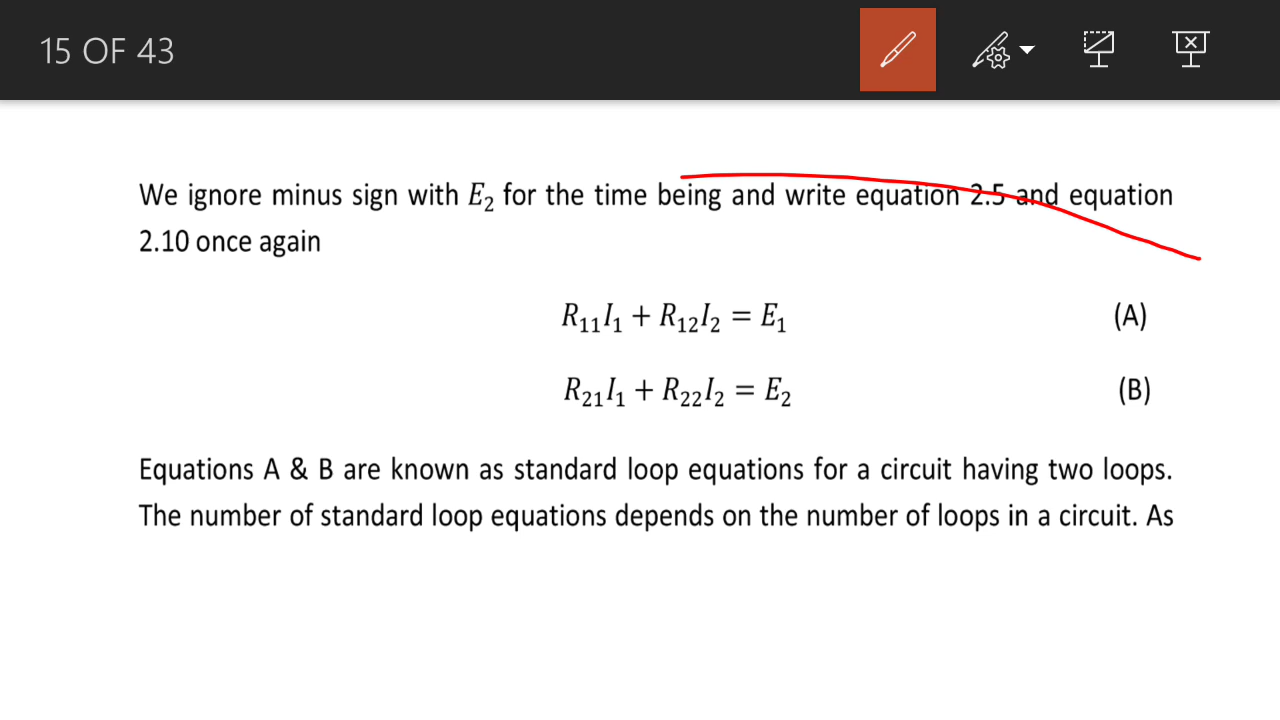 15 OF 43
We ignore minus sign with E₂ for the time being and write equation 2.5 and equation
2.10 once again
R₁₁I₁ + R₁₂I₂ = E₁ (A)
R₂₁I₁ + R₂₂I₂ = E₂ (B)
Equations A & B are known as standard loop equations for a circuit having two loops.
The number of standard loop equations depends on the number of loops in a circuit. As